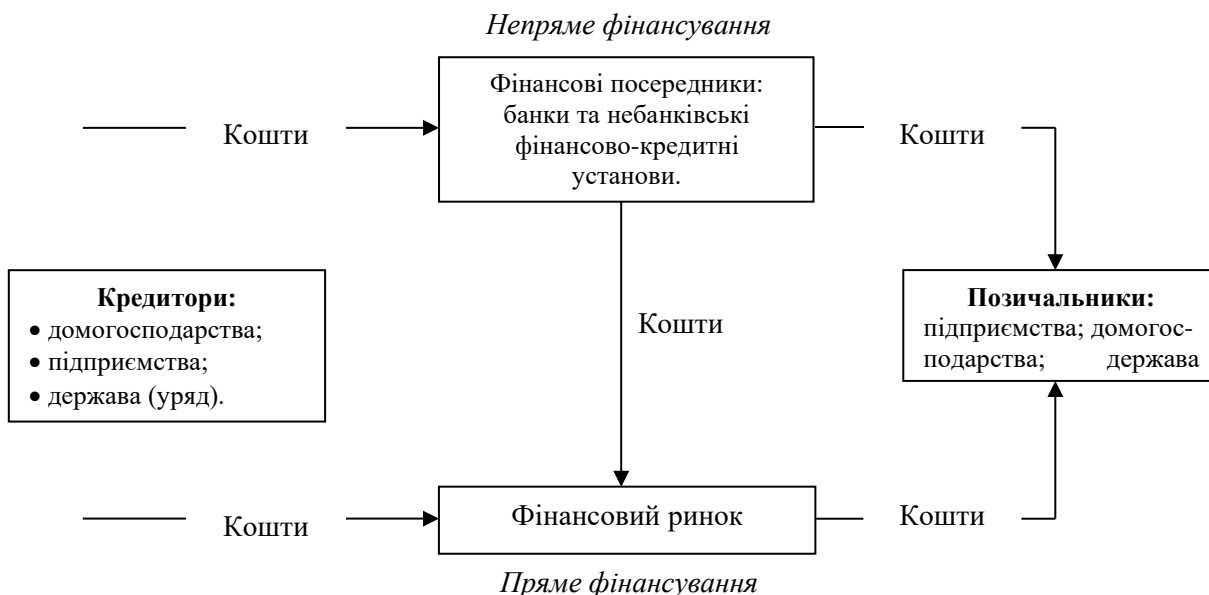 Непряме фінансування
Фінансові посередники:
банки та небанківські
фінансово-кредитні
установи.
Кошти
Кошти
Кредитори:
• домогосподарства;
• підприємства;
• держава (уряд).
Кошти
Позичальники:
підприємства; домогос-
подарства; держава
Кошти
Фінансовий ринок
Кошти
Пряме фінансування